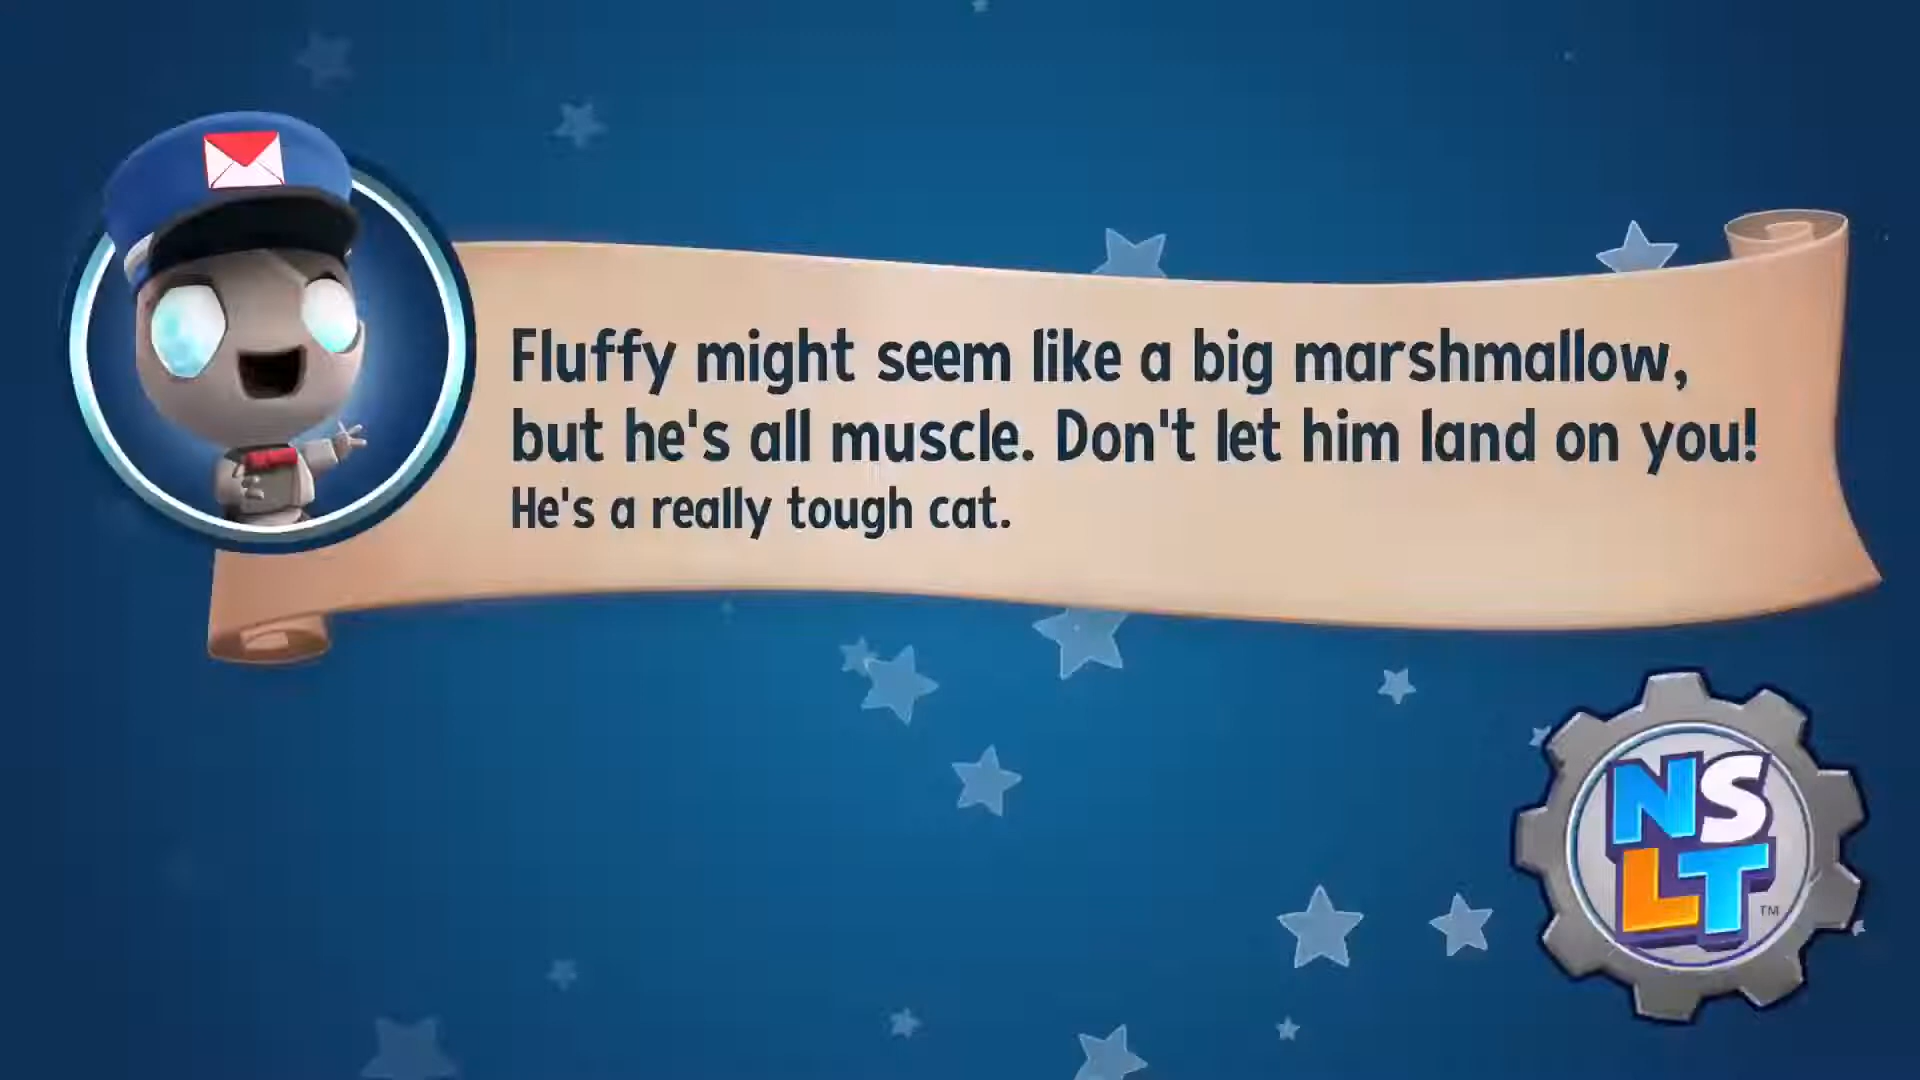 Fluffy might seem like a big marshmallow,
but he's all muscle. Don't let him land on you!
He's a really tough cat.
NS
LT
TM